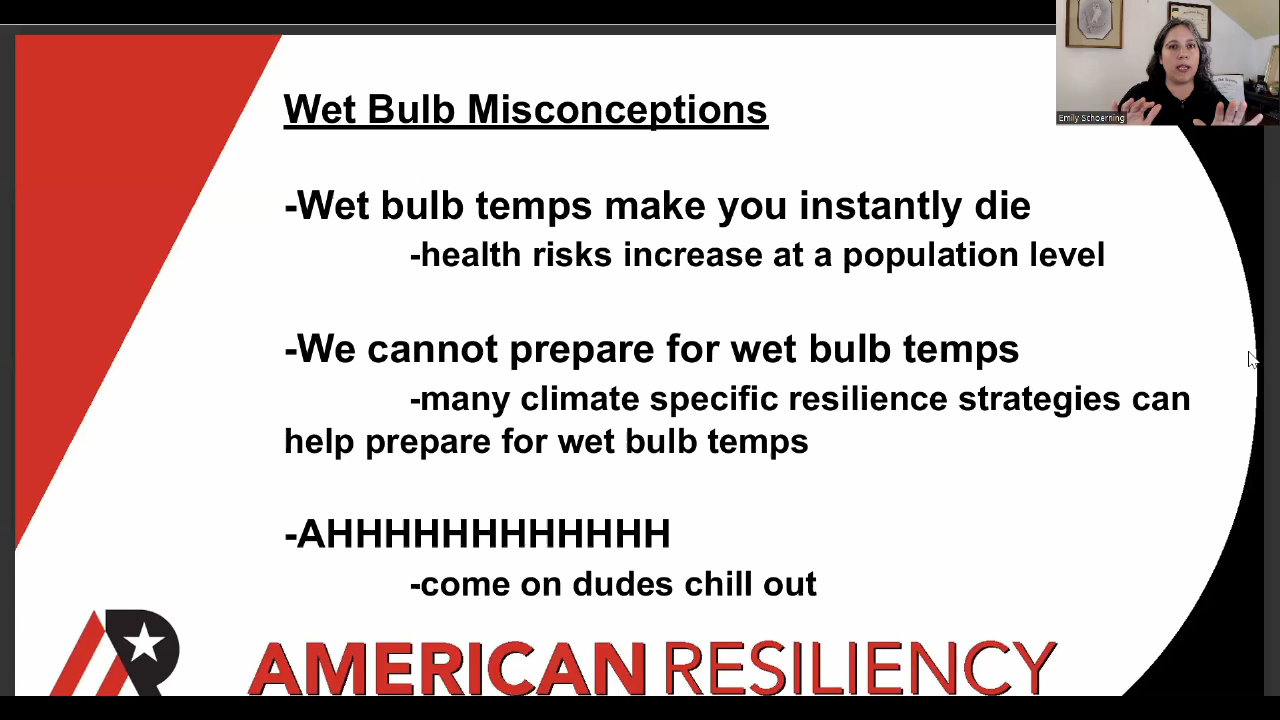 Wet Bulb Misconceptions
Emily Schoerning
-Wet bulb temps make you instantly die
-health risks increase at a population level
-We cannot prepare for wet bulb temps
-many climate specific resilience strategies can
help prepare for wet bulb temps
-AHHHHHHHHHHHH
-come on dudes chill out
AMERICAN RESILIENCY